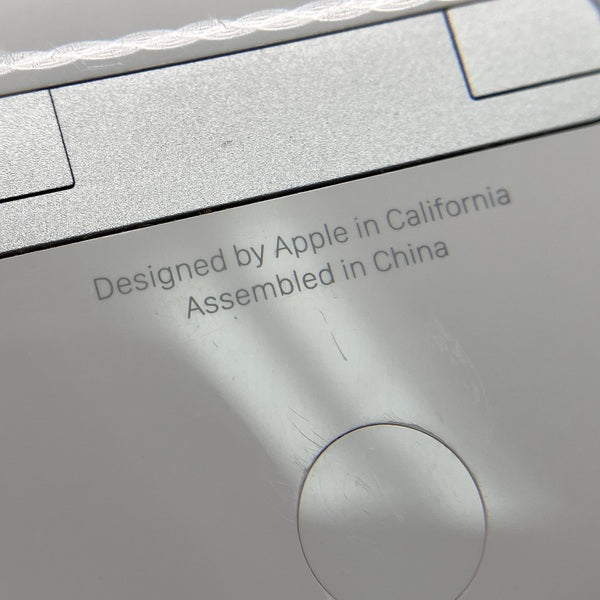 Designed by Apple in California
Assembled in China